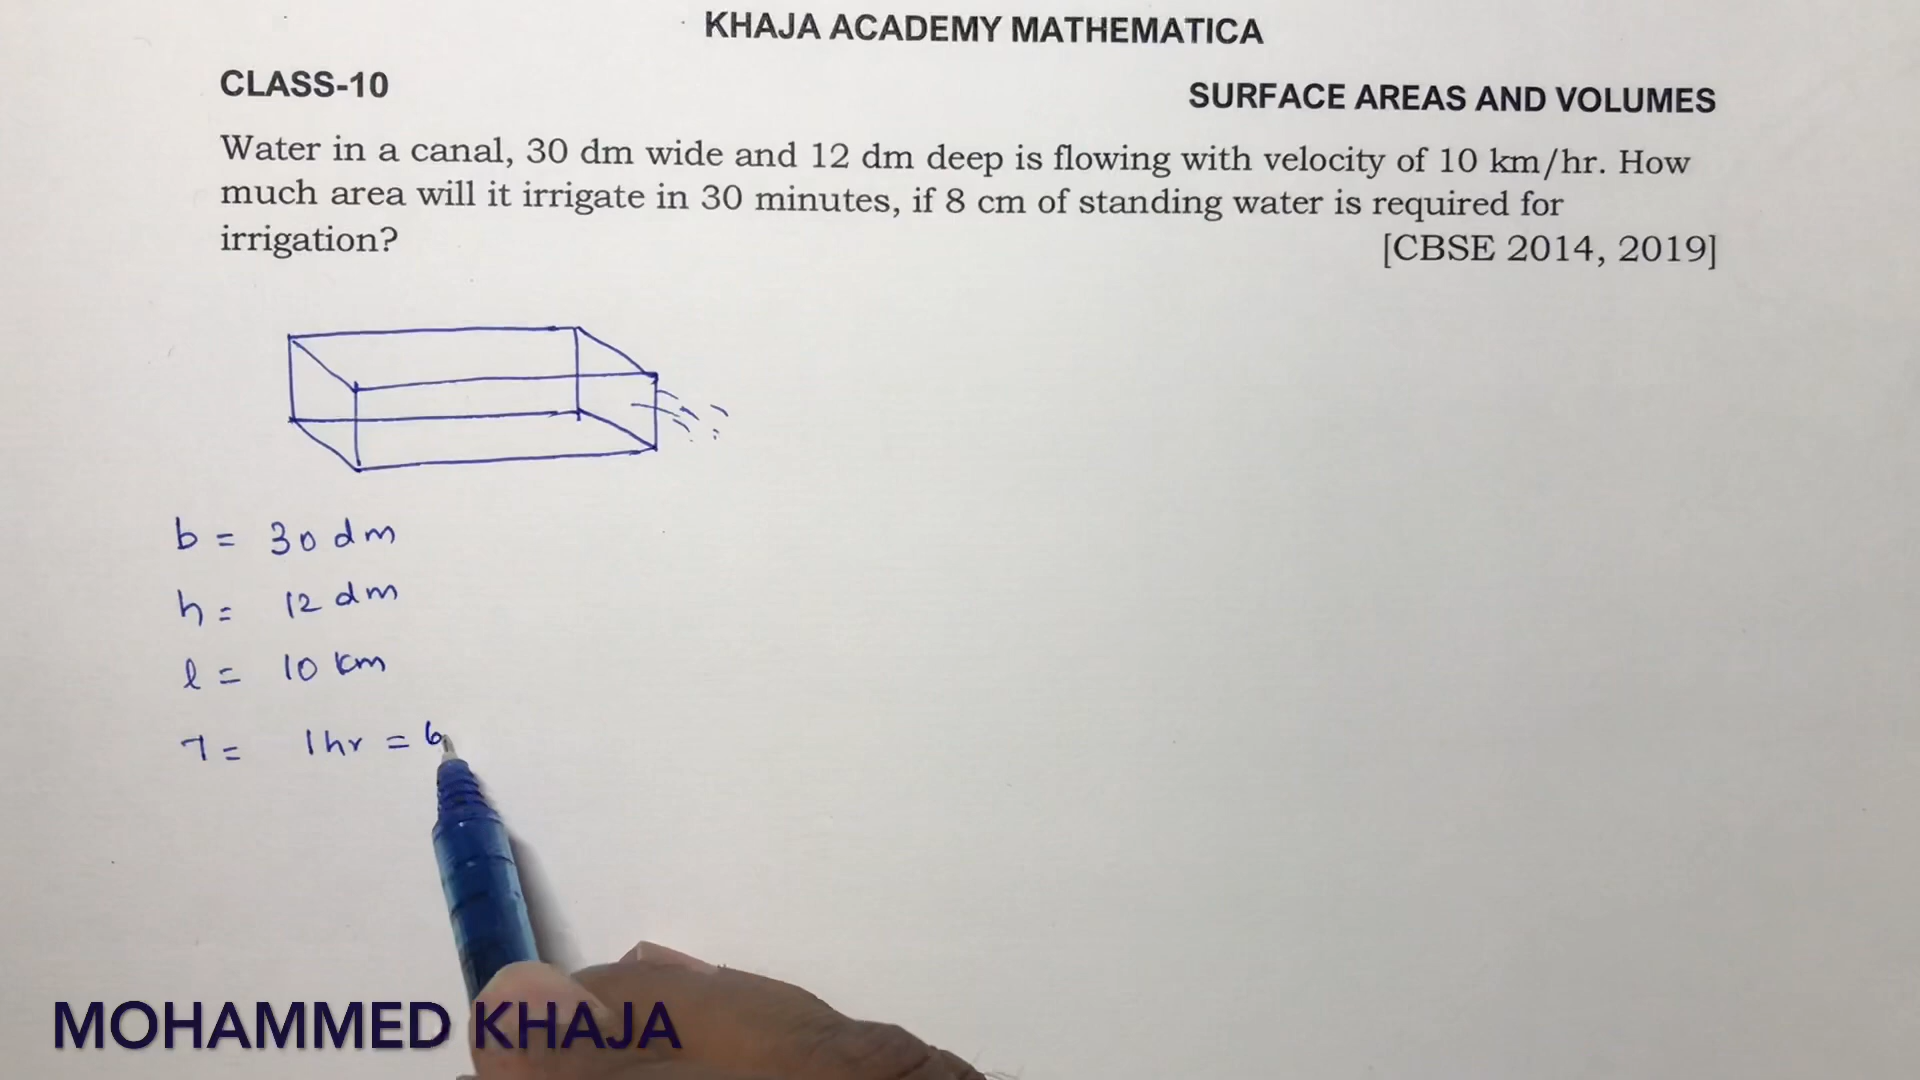 KHAJA ACADEMY MATHEMATICA
CLASS-10
SURFACE AREAS AND VOLUMES
Water in a canal, 30 dm wide and 12 dm deep is flowing with velocity of 10 km/hr. How
much area will it irrigate in 30 minutes, if 8 cm of standing water is required for
irrigation?
[CBSE 2014, 2019]
b = 30 dm
h = 12 dm
l = 10 km
T = 1 hr = 6
MOHAMMED KHAJA